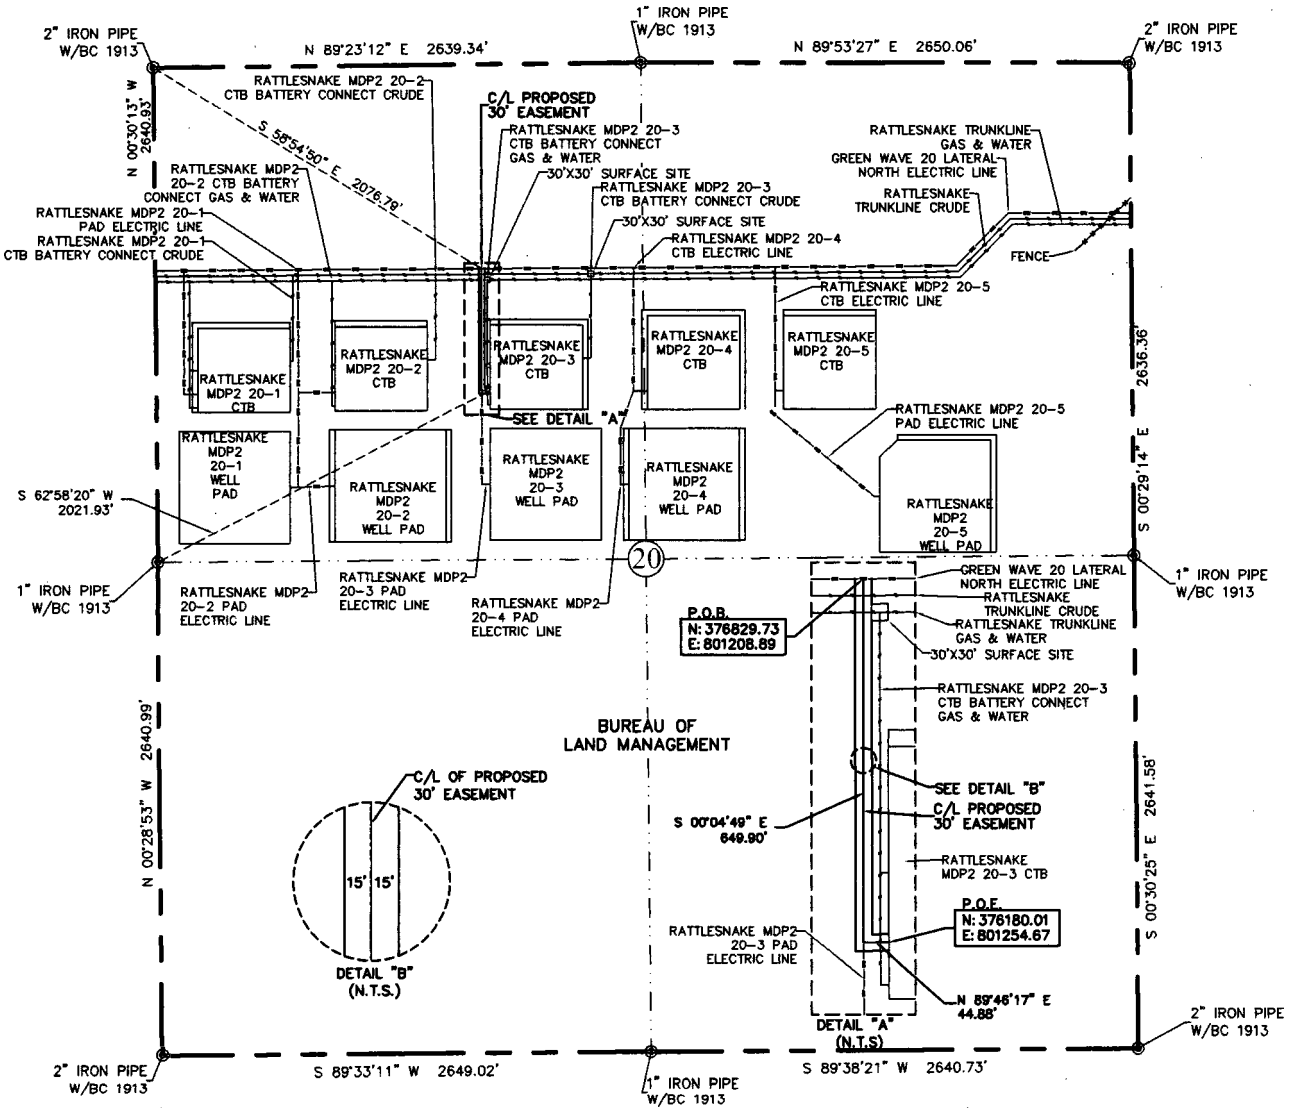 2" IRON PIPE
W/BC 1913
N 89°23'12" E 2639.34'
1" IRON PIPE
W/BC 1913
N 89°53'27" E 2650.06'
2" IRON PIPE
W/BC 1913
N 00°30'13" W
2640.93'
S 58°54'50" E 2076.78'
RATTLESNAKE MDP2 20-2
CTB BATTERY CONNECT CRUDE
C/L PROPOSED
30' EASEMENT
RATTLESNAKE MDP2 20-3
CTB BATTERY CONNECT
GAS & WATER
30'X30' SURFACE SITE
RATTLESNAKE MDP2 20-3
CTB BATTERY CONNECT CRUDE
30'X30' SURFACE SITE
RATTLESNAKE MDP2 20-4
CTB ELECTRIC LINE
RATTLESNAKE TRUNKLINE
GAS & WATER
GREEN WAVE 20 LATERAL
NORTH ELECTRIC LINE
RATTLESNAKE
TRUNKLINE CRUDE
FENCE
RATTLESNAKE MDP2
20-2 CTB BATTERY
CONNECT GAS & WATER
RATTLESNAKE MDP2 20-1
PAD ELECTRIC LINE
RATTLESNAKE MDP2 20-1
CTB BATTERY CONNECT CRUDE
RATTLESNAKE MDP2 20-5
CTB ELECTRIC LINE
RATTLESNAKE
MDP2 20-1
CTB
RATTLESNAKE
MDP2 20-2
CTB
RATTLESNAKE
MDP2 20-3
CTB
RATTLESNAKE
MDP2 20-4
CTB
RATTLESNAKE
MDP2 20-5
CTB
S 00°29'14" E 2636.36'
SEE DETAIL "A"
RATTLESNAKE MDP2 20-5
PAD ELECTRIC LINE
RATTLESNAKE
MDP2
20-1
WELL
PAD
RATTLESNAKE
MDP2
20-2
WELL PAD
RATTLESNAKE
MDP2
20-3
WELL PAD
RATTLESNAKE
MDP2
20-4
WELL PAD
RATTLESNAKE
MDP2
20-5
WELL PAD
S 62°58'20" W
2021.93'
1" IRON PIPE
W/BC 1913
20
1" IRON PIPE
W/BC 1913
RATTLESNAKE MDP2
20-2 PAD
ELECTRIC LINE
RATTLESNAKE MDP2
20-3 PAD
ELECTRIC LINE
RATTLESNAKE MDP2
20-4 PAD
ELECTRIC LINE
P.O.B.
N: 376829.73
E: 801208.89
GREEN WAVE 20 LATERAL
NORTH ELECTRIC LINE
RATTLESNAKE
TRUNKLINE CRUDE
RATTLESNAKE TRUNKLINE
GAS & WATER
30'X30' SURFACE SITE
RATTLESNAKE MDP2 20-3
CTB BATTERY CONNECT
GAS & WATER
N 00°28'53" W 2640.99'
BUREAU OF
LAND MANAGEMENT
C/L OF PROPOSED
30' EASEMENT
15' 15'
DETAIL "B"
(N.T.S.)
SEE DETAIL "B"
C/L PROPOSED
30' EASEMENT
S 00°04'49" E
649.90'
RATTLESNAKE
MDP2 20-3 CTB
P.O.E.
N: 376180.01
E: 801254.67
RATTLESNAKE MDP2
20-3 PAD
ELECTRIC LINE
N 89°46'17" E
44.88'
DETAIL "A"
(N.T.S)
S 00°30'25" E 2641.58'
2" IRON PIPE
W/BC 1913
S 89°33'11" W 2649.02'
1" IRON PIPE
W/BC 1913
S 89°38'21" W 2640.73'
2" IRON PIPE
W/BC 1913